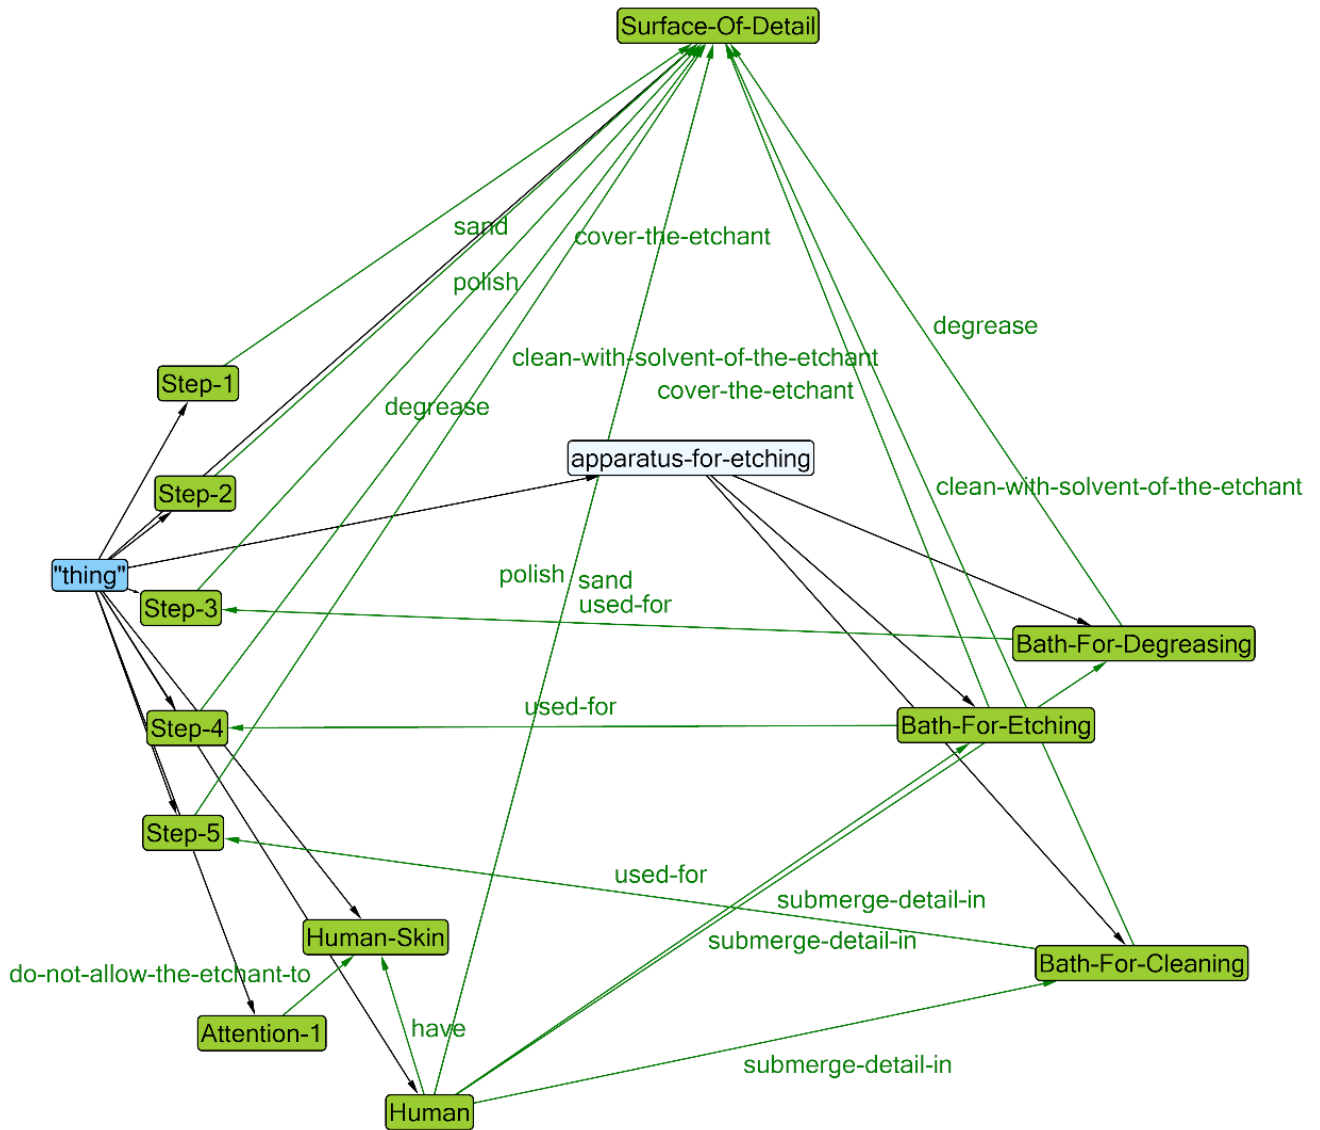 Surface-Of-Detail
sand
cover-the-etchant
polish
degrease
clean-with-solvent-of-the-etchant
Step-1
cover-the-etchant
degrease
apparatus-for-etching
Step-2
clean-with-solvent-of-the-etchant
"thing"
polish
sand
Step-3
used-for
Bath-For-Degreasing
used-for
Step-4
Bath-For-Etching
Step-5
used-for
submerge-detail-in
Human-Skin
submerge-detail-in
Bath-For-Cleaning
do-not-allow-the-etchant-to
Attention-1
have
submerge-detail-in
Human